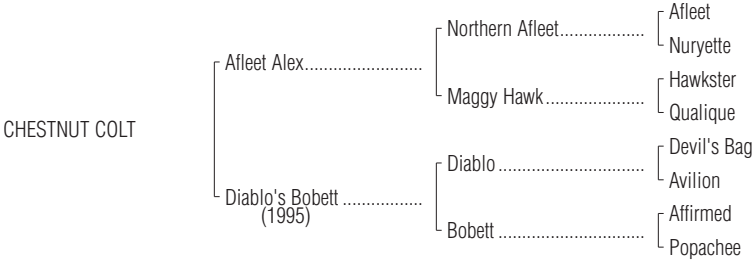 Afleet
Northern Afleet..................
Nuryette
Afleet Alex.........................
Hawkster
Maggy Hawk.....................
Qualique
CHESTNUT COLT
Devil's Bag
Diablo...............................
Avilion
Diablo's Bobett .................
(1995)
Affirmed
Bobett ...............................
Popachee